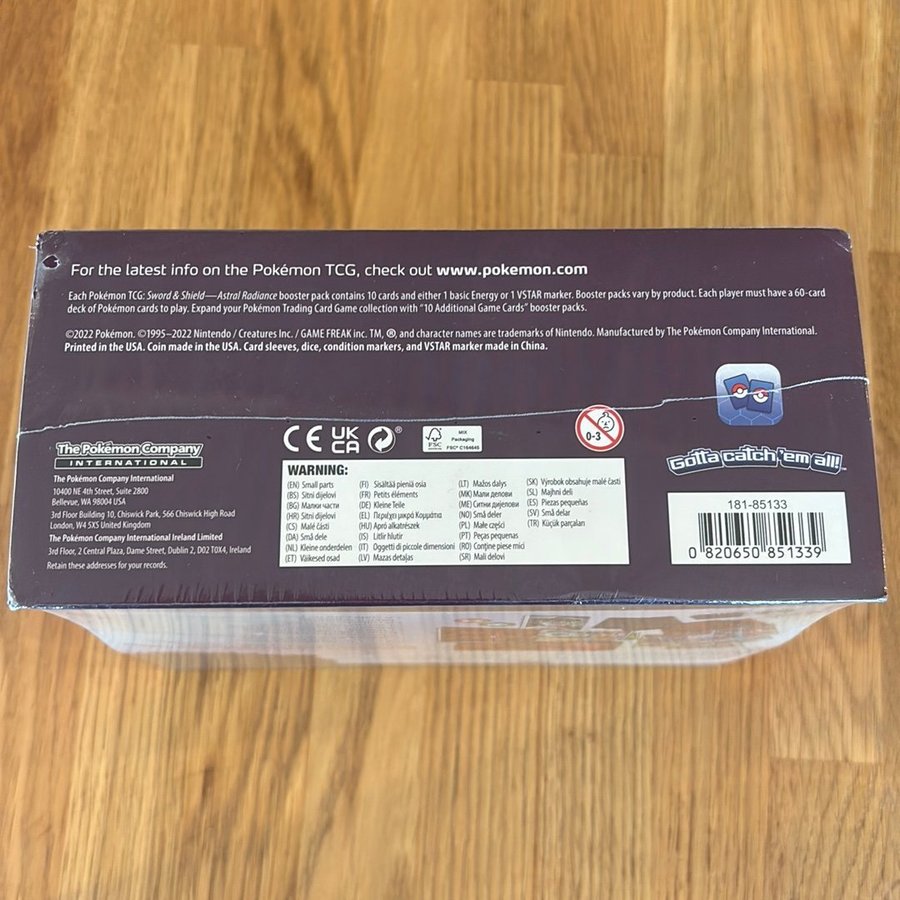 For the latest info on the Pokémon TCG, check out www.pokemon.com
Each Pokémon TCG: Sword & Shield—Astral Radiance booster pack contains 10 cards and either 1 basic Energy or 1 VSTAR marker. Booster packs vary by product. Each player must have a 60-card
deck of Pokémon cards to play. Expand your Pokémon Trading Card Game collection with "10 Additional Game Cards" booster packs.
©2022 Pokémon. ©1995–2022 Nintendo / Creatures Inc. / GAME FREAK inc. TM, ®, and character names are trademarks of Nintendo. Manufactured by The Pokémon Company International.
Printed in the USA. Coin made in the USA. Card sleeves, dice, condition markers, and VSTAR marker made in China.
The Pokémon Company
INTERNATIONAL
The Pokémon Company International
10400 NE 4th Street, Suite 2800
Bellevue, WA 98004 USA
3rd Floor Building 10, Chiswick Park, 566 Chiswick High Road
London, W4 5XS United Kingdom
The Pokémon Company International Ireland Limited
3rd Floor, 2 Central Plaza, Dame Street, Dublin 2, D02 T0X4, Ireland
Retain these addresses for your records.
CE
UK
CA
®
FSC
MIX
Packaging
FSC® C164645
0-3
WARNING:
(EN) Small parts
(BS) Sitni dijelovi
(BG) Малки части
(HR) Sitni dijelovi
(CS) Malé části
(DA) Små dele
(NL) Kleine onderdelen
(ET) Väikesed osad
(FI) Sisältää pieniä osia
(FR) Petits éléments
(DE) Kleine Teile
(EL) Περιέχει μικρά Κομμάτια
(HU) Apró alkatrészek
(IS) Litlir hlutir
(IT) Oggetti di piccole dimensioni
(LV) Mazas detaļas
(LT) Mažos dalys
(MK) Мали делови
(ME) Ситни дијелови
(NO) Små deler
(PL) Małe części
(PT) Peças pequenas
(RO) Conține piese mici
(SR) Mali delovi
(SK) Výrobok obsahuje malé časti
(SL) Majhni deli
(ES) Piezas pequeñas
(SV) Små delar
(TR) Küçük parçaları
Gotta catch 'em all!
181-85133
0 820650 851339